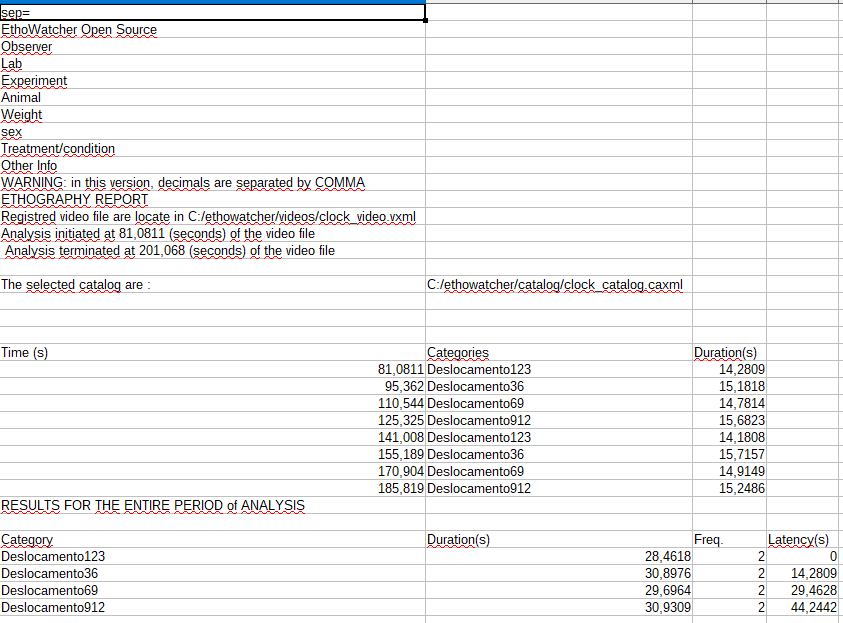 sep=
EthoWatcher Open Source
Observer
Lab
Experiment
Animal
Weight
sex
Treatment/condition
Other Info
WARNING: in this version, decimals are separated by COMMA
ETHOGRAPHY REPORT
Registred video file are locate in C:/ethowatcher/videos/clock_video.vxml
Analysis initiated at 81,0811 (seconds) of the video file
Analysis terminated at 201,068 (seconds) of the video file
The selected catalog are : C:/ethowatcher/catalog/clock_catalog.caxml
Time (s) Categories Duration(s)
81,0811 Deslocamento123 14,2809
95,362 Deslocamento36 15,1818
110,544 Deslocamento69 14,7814
125,325 Deslocamento912 15,6823
141,008 Deslocamento123 14,1808
155,189 Deslocamento36 15,7157
170,904 Deslocamento69 14,9149
185,819 Deslocamento912 15,2486
RESULTS FOR THE ENTIRE PERIOD of ANALYSIS
Category Duration(s) Freq. Latency(s)
Deslocamento123 28,4618 2 0
Deslocamento36 30,8976 2 14,2809
Deslocamento69 29,6964 2 29,4628
Deslocamento912 30,9309 2 44,2442